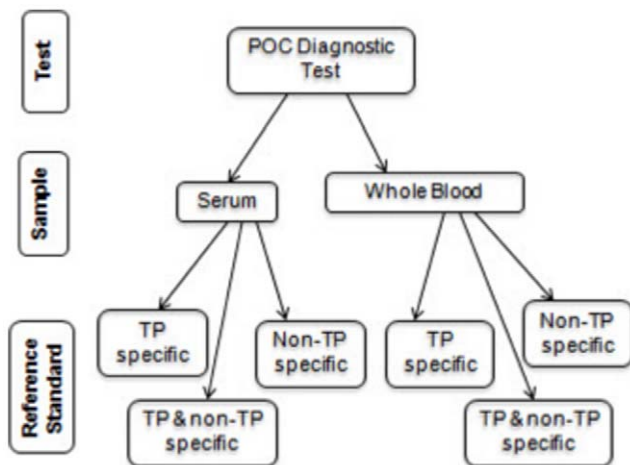 Test
POC Diagnostic
Test
Sample
Serum
Whole Blood
Reference
Standard
TP
specific
Non-TP
specific
TP & non-TP
specific
TP
specific
Non-TP
specific
TP & non-TP
specific